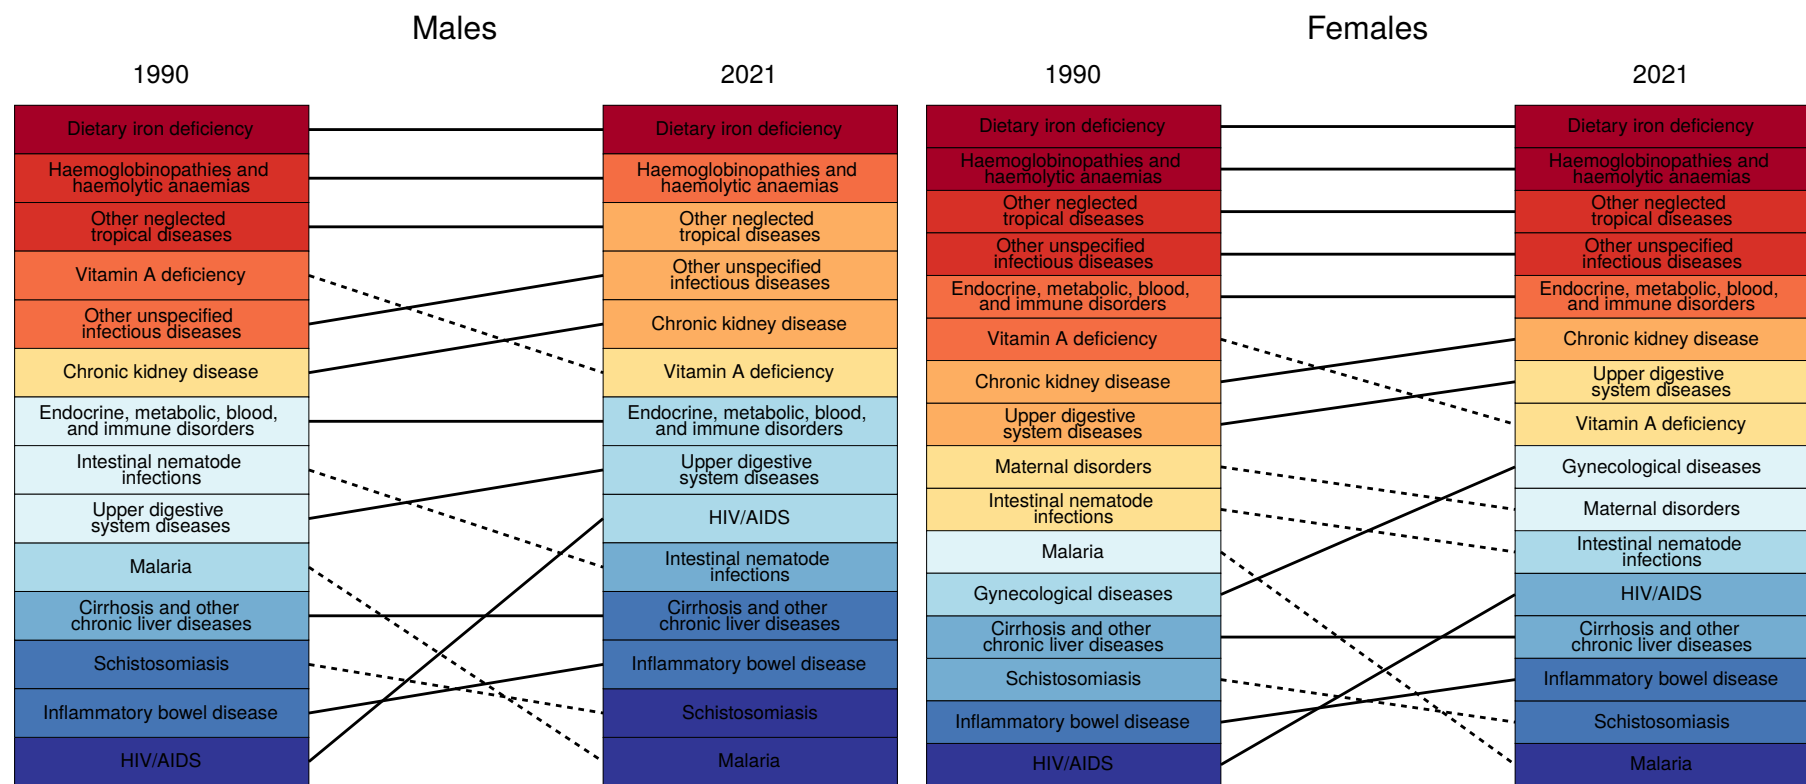 Males
1990
2021
Dietary iron deficiency
Haemoglobinopathies and
haemolytic anaemias
Other neglected
tropical diseases
Vitamin A deficiency
Other unspecified
infectious diseases
Chronic kidney disease
Endocrine, metabolic, blood,
and immune disorders
Intestinal nematode
infections
Upper digestive
system diseases
Malaria
Cirrhosis and other
chronic liver diseases
Schistosomiasis
Inflammatory bowel disease
HIV/AIDS
Dietary iron deficiency
Haemoglobinopathies and
haemolytic anaemias
Other neglected
tropical diseases
Other unspecified
infectious diseases
Chronic kidney disease
Vitamin A deficiency
Endocrine, metabolic, blood,
and immune disorders
Upper digestive
system diseases
HIV/AIDS
Intestinal nematode
infections
Cirrhosis and other
chronic liver diseases
Inflammatory bowel disease
Schistosomiasis
Malaria
Females
1990
2021
Dietary iron deficiency
Haemoglobinopathies and
haemolytic anaemias
Other neglected
tropical diseases
Other unspecified
infectious diseases
Endocrine, metabolic, blood,
and immune disorders
Vitamin A deficiency
Chronic kidney disease
Upper digestive
system diseases
Maternal disorders
Intestinal nematode
infections
Malaria
Gynecological diseases
Cirrhosis and other
chronic liver diseases
Schistosomiasis
Inflammatory bowel disease
HIV/AIDS
Dietary iron deficiency
Haemoglobinopathies and
haemolytic anaemias
Other neglected
tropical diseases
Other unspecified
infectious diseases
Endocrine, metabolic, blood,
and immune disorders
Chronic kidney disease
Upper digestive
system diseases
Vitamin A deficiency
Gynecological diseases
Maternal disorders
Intestinal nematode
infections
HIV/AIDS
Cirrhosis and other
chronic liver diseases
Inflammatory bowel disease
Schistosomiasis
Malaria